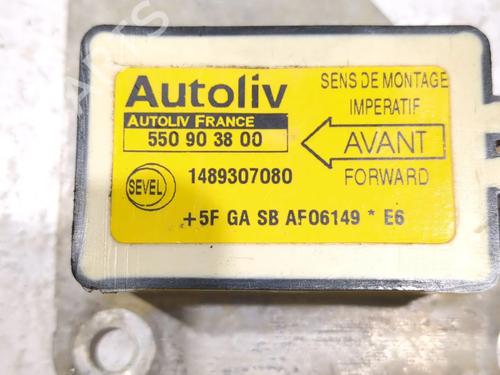 Autoliv
AUTOLIV FRANCE
550 90 38 00
SENS DE MONTAGE
IMPERATIF
AVANT
FORWARD
SEVEL
1489307080
+5F GA SB AF06149 * E6